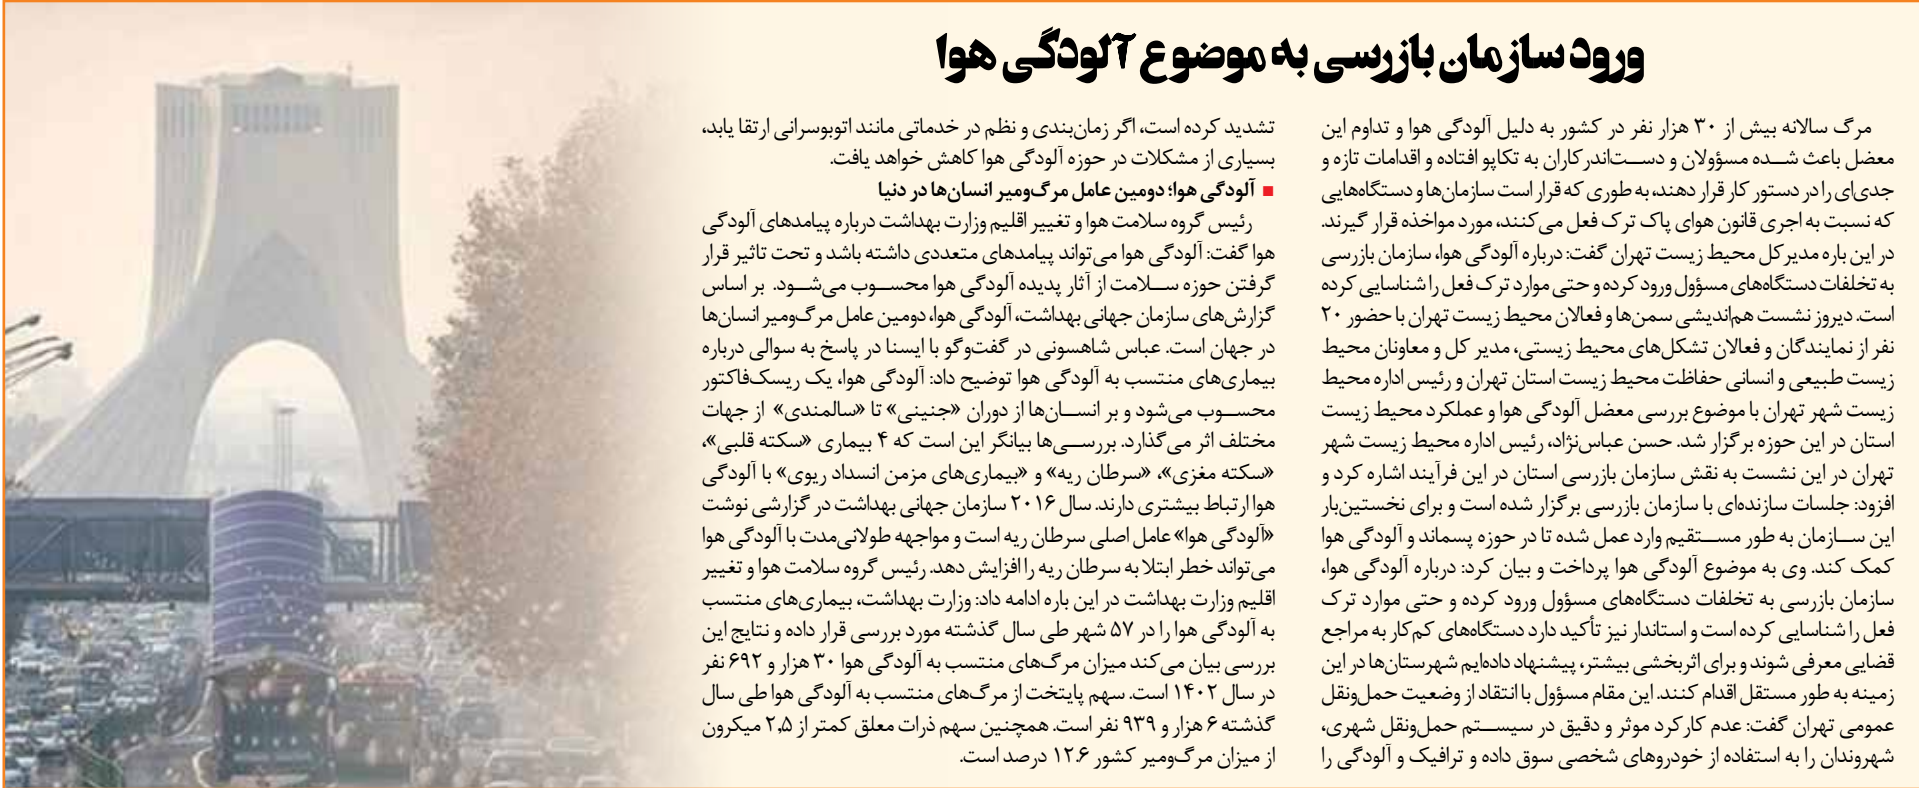 ورود سازمان بازرسی به موضوع آلودگی هوا
مرگ سالانه بیش از ۳۰ هزار نفر در کشور به دلیل آلودگی هوا و تداوم این
معضل باعث شده مسؤولان و دست‌اندرکاران به تکاپو افتاده و اقدامات تازه و
جدی‌ای را در دستور کار قرار دهند، به طوری که قرار است سازمان‌ها و دستگاه‌هایی
که نسبت به اجری قانون هوای پاک ترک فعل می‌کنند، مورد مواخذه قرار گیرند.
در این باره مدیر کل محیط زیست تهران گفت: درباره آلودگی هوا، سازمان بازرسی
به تخلفات دستگاه‌های مسؤول ورود کرده و حتی موارد ترک فعل را شناسایی کرده
است. دیروز نشست هم‌اندیشی سمن‌ها و فعالان محیط زیست تهران با حضور ۲۰
نفر از نمایندگان و فعالان تشکل‌های محیط زیستی، مدیر کل و معاونان محیط
زیست طبیعی و انسانی حفاظت محیط زیست استان تهران و رئیس اداره محیط
زیست شهر تهران با موضوع بررسی معضل آلودگی هوا و عملکرد محیط زیست
استان در این حوزه برگزار شد. حسن عباس‌نژاد، رئیس اداره محیط زیست شهر
تهران در این نشست به نقش سازمان بازرسی استان در این فرآیند اشاره کرد و
افزود: جلسات سازنده‌ای با سازمان بازرسی برگزار شده است و برای نخستین‌بار
این سازمان به طور مستقیم وارد عمل شده تا در حوزه پسماند و آلودگی هوا
کمک کند. وی به موضوع آلودگی هوا پرداخت و بیان کرد: درباره آلودگی هوا،
سازمان بازرسی به تخلفات دستگاه‌های مسؤول ورود کرده و حتی موارد ترک
فعل را شناسایی کرده است و استاندار نیز تأکید دارد دستگاه‌های کم‌کار به مراجع
قضایی معرفی شوند و برای اثربخشی بیشتر، پیشنهاد داده‌ایم شهرستان‌ها در این
زمینه به طور مستقل اقدام کنند. این مقام مسؤول با انتقاد از وضعیت حمل‌ونقل
عمومی تهران گفت: عدم کارکرد موثر و دقیق در سیستم حمل‌ونقل شهری،
شهروندان را به استفاده از خودروهای شخصی سوق داده و ترافیک و آلودگی را
تشدید کرده است، اگر زمان‌بندی و نظم در خدماتی مانند اتوبوسرانی ارتقا یابد،
بسیاری از مشکلات در حوزه آلودگی هوا کاهش خواهد یافت.
■ آلودگی هوا؛ دومین عامل مرگ‌ومیر انسان‌ها در دنیا
رئیس گروه سلامت هوا و تغییر اقلیم وزارت بهداشت درباره پیامدهای آلودگی
هوا گفت: آلودگی هوا می‌تواند پیامدهای متعددی داشته باشد و تحت تاثیر قرار
گرفتن حوزه سلامت از آثار پدیده آلودگی هوا محسوب می‌شود. بر اساس
گزارش‌های سازمان جهانی بهداشت، آلودگی هوا، دومین عامل مرگ‌ومیر انسان‌ها
در جهان است. عباس شاهسونی در گفت‌وگو با ایسنا در پاسخ به سوالی درباره
بیماری‌های منتسب به آلودگی هوا توضیح داد: آلودگی هوا، یک ریسک‌فاکتور
محسوب می‌شود و بر انسان‌ها از دوران «جنینی» تا «سالمندی» از جهات
مختلف اثر می‌گذارد. بررسی‌ها بیانگر این است که ۴ بیماری «سکته قلبی»،
«سکته مغزی»، «سرطان ریه» و «بیماری‌های مزمن انسداد ریوی» با آلودگی
هوا ارتباط بیشتری دارند. سال ۲۰۱۶ سازمان جهانی بهداشت در گزارشی نوشت
«آلودگی هوا» عامل اصلی سرطان ریه است و مواجهه طولانی‌مدت با آلودگی هوا
می‌تواند خطر ابتلا به سرطان ریه را افزایش دهد. رئیس گروه سلامت هوا و تغییر
اقلیم وزارت بهداشت در این باره ادامه داد: وزارت بهداشت، بیماری‌های منتسب
به آلودگی هوا را در ۵۷ شهر طی سال گذشته مورد بررسی قرار داده و نتایج این
بررسی بیان می‌کند میزان مرگ‌های منتسب به آلودگی هوا ۳۰ هزار و ۶۹۲ نفر
در سال ۱۴۰۲ است. سهم پایتخت از مرگ‌های منتسب به آلودگی هوا طی سال
گذشته ۶ هزار و ۹۳۹ نفر است. همچنین سهم ذرات معلق کمتر از ۲٫۵ میکرون
از میزان مرگ‌ومیر کشور ۱۲٫۶ درصد است.